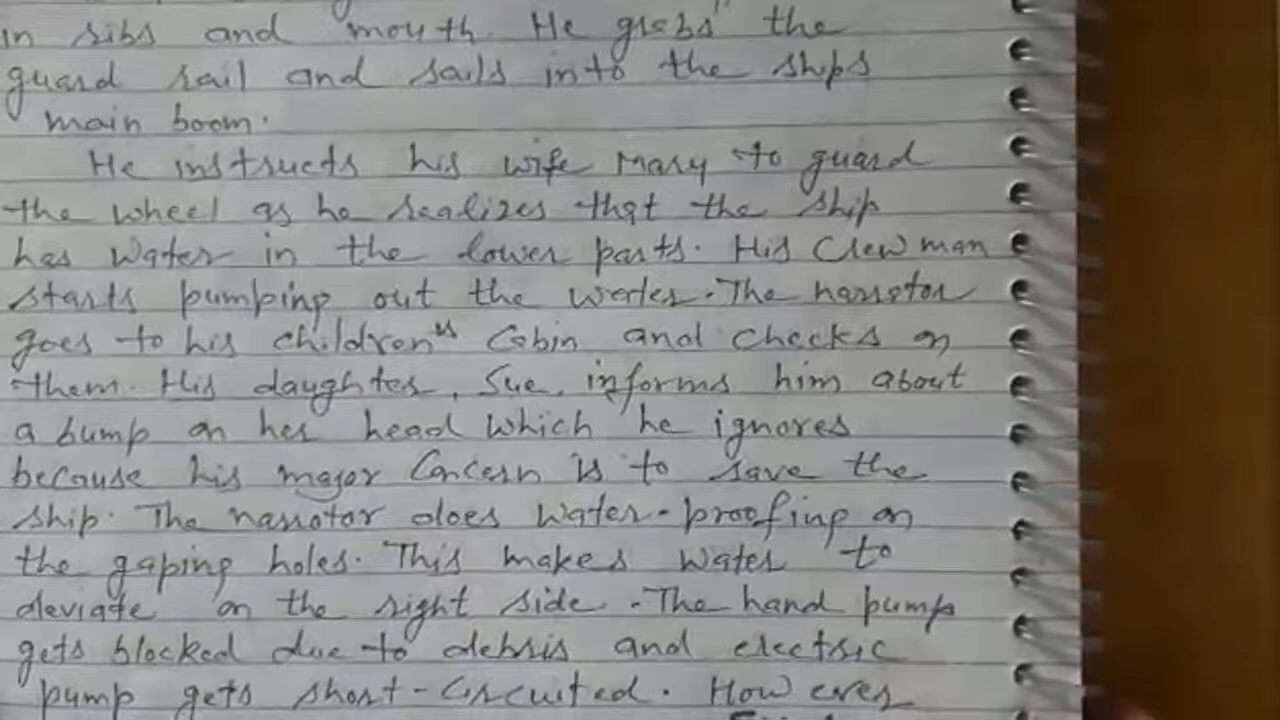 in ribs and mouth. He grabs" the
guard rail and sails into the ships
main boom.
He instructs his wife Mary to guard
the wheel as he realizes that the ship
has water in the lower parts. His Crewman
starts pumping out the water. The narrator
goes to his children's Cabin and checks on
them. His daughter, Sue, informs him about
a bump on her head which he ignores
because his major Concern is to save the
ship. The narrator does water-proofing on
the gaping holes. This makes water to
deviate on the right side. The hand pump
gets blocked due to debris and electric
pump gets short-Circuited. How ever